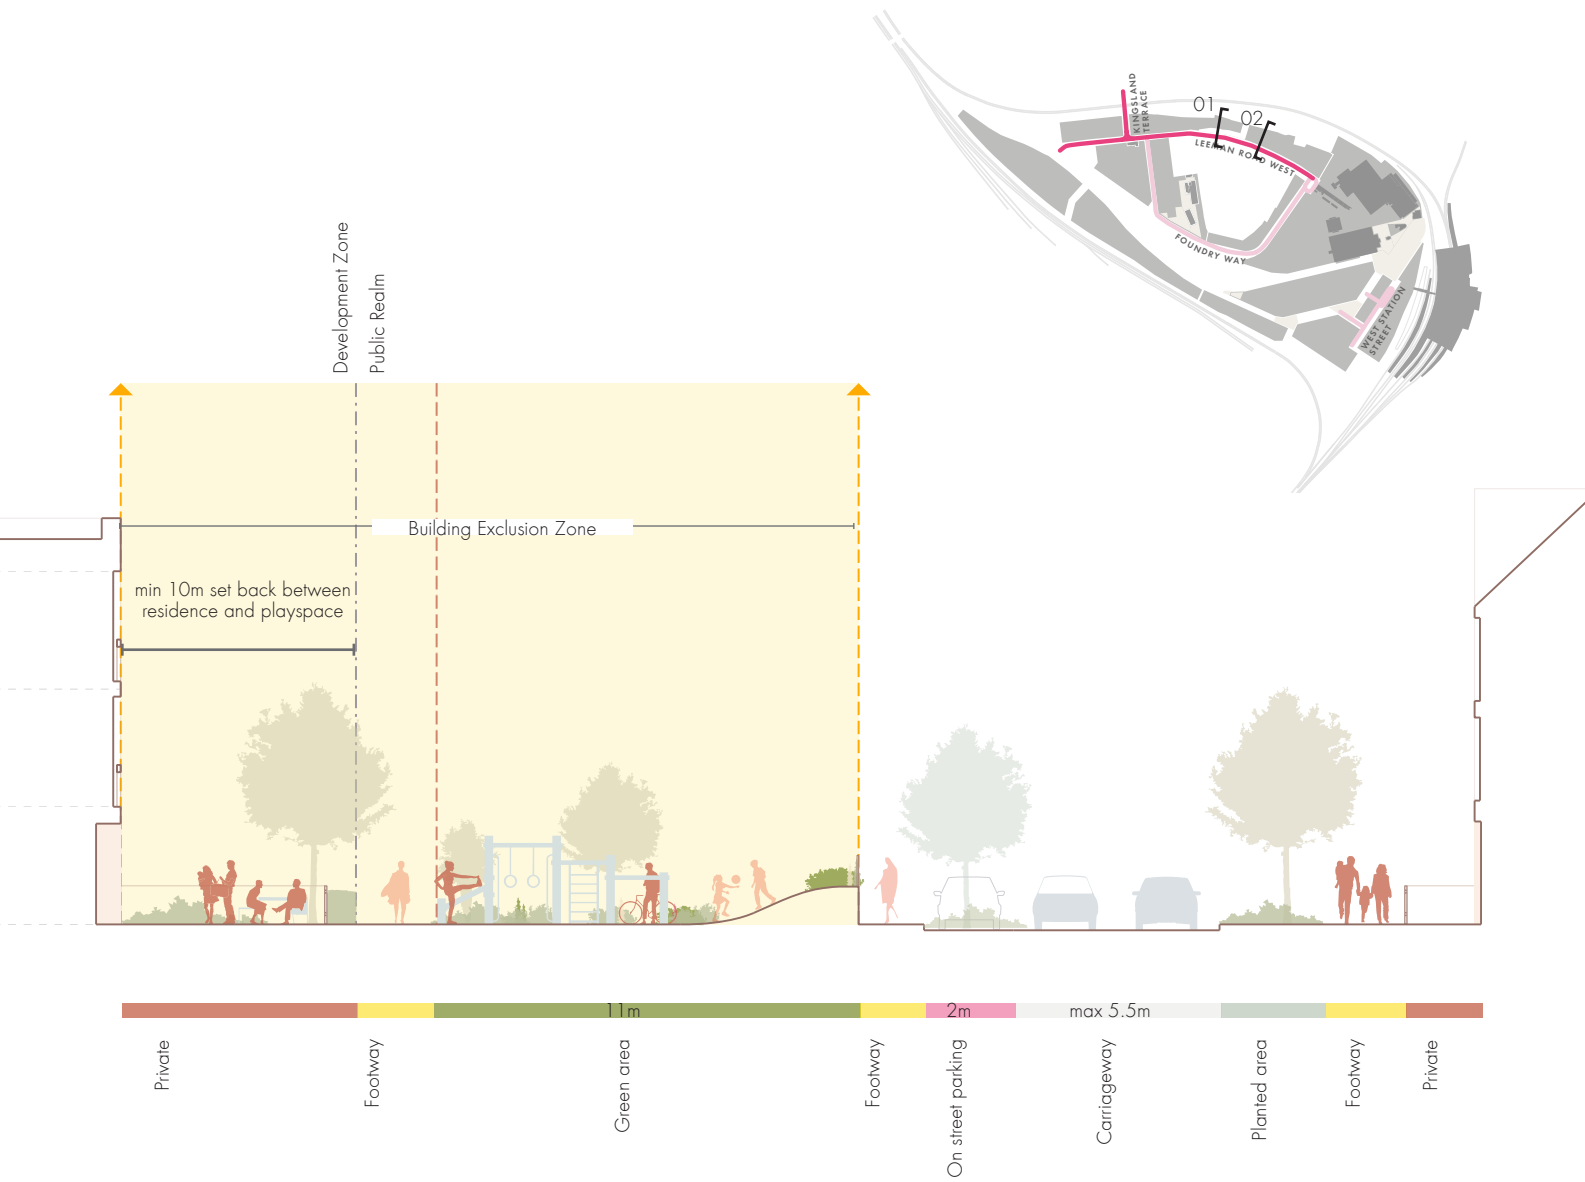 KINGSLAND
TERRACE
01
02
LEEMAN ROAD WEST
FOUNDRY WAY
WEST STATION
STREET
Development Zone
Public Realm
Building Exclusion Zone
min 10m set back between
residence and playspace
11m
2m
max 5.5m
Private
Footway
Green area
Footway
On street parking
Carriageway
Planted area
Footway
Private